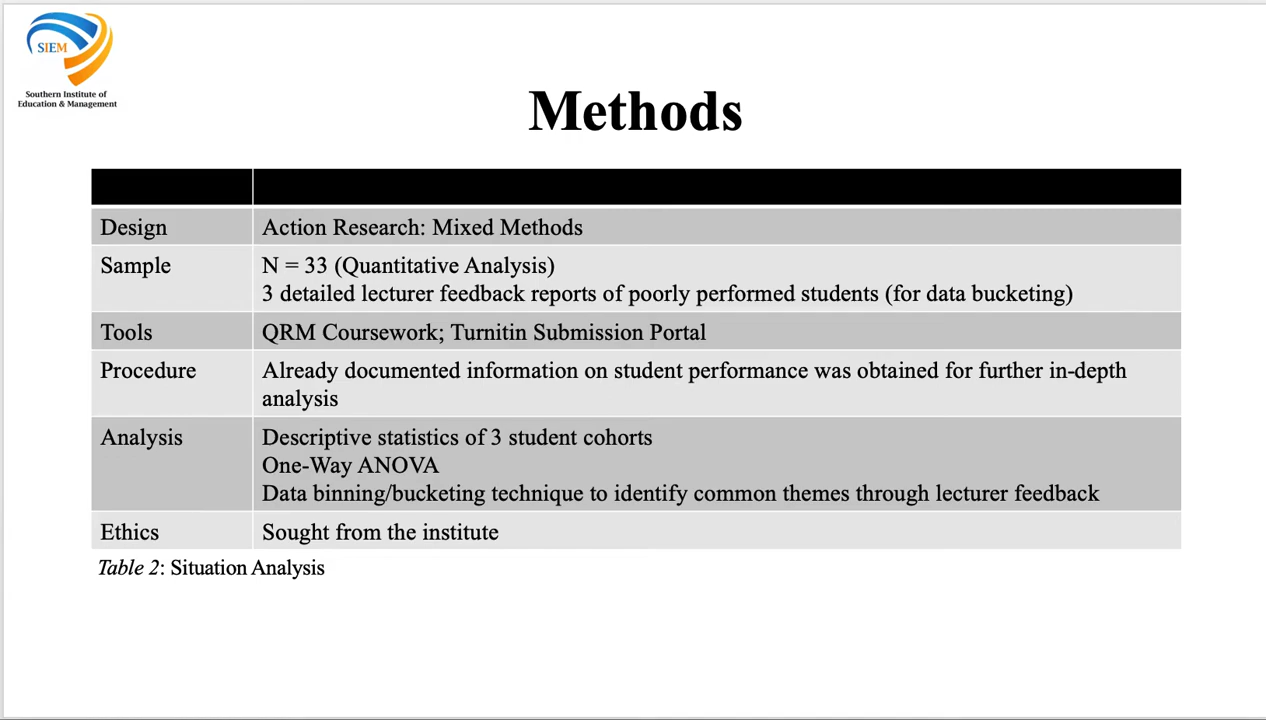 SIEM
Southern Institute of
Education & Management
Methods
Design
Action Research: Mixed Methods
Sample
N = 33 (Quantitative Analysis)
3 detailed lecturer feedback reports of poorly performed students (for data bucketing)
Tools
QRM Coursework; Turnitin Submission Portal
Procedure
Already documented information on student performance was obtained for further in-depth
analysis
Analysis
Descriptive statistics of 3 student cohorts
One-Way ANOVA
Data binning/bucketing technique to identify common themes through lecturer feedback
Ethics
Sought from the institute
Table 2: Situation Analysis